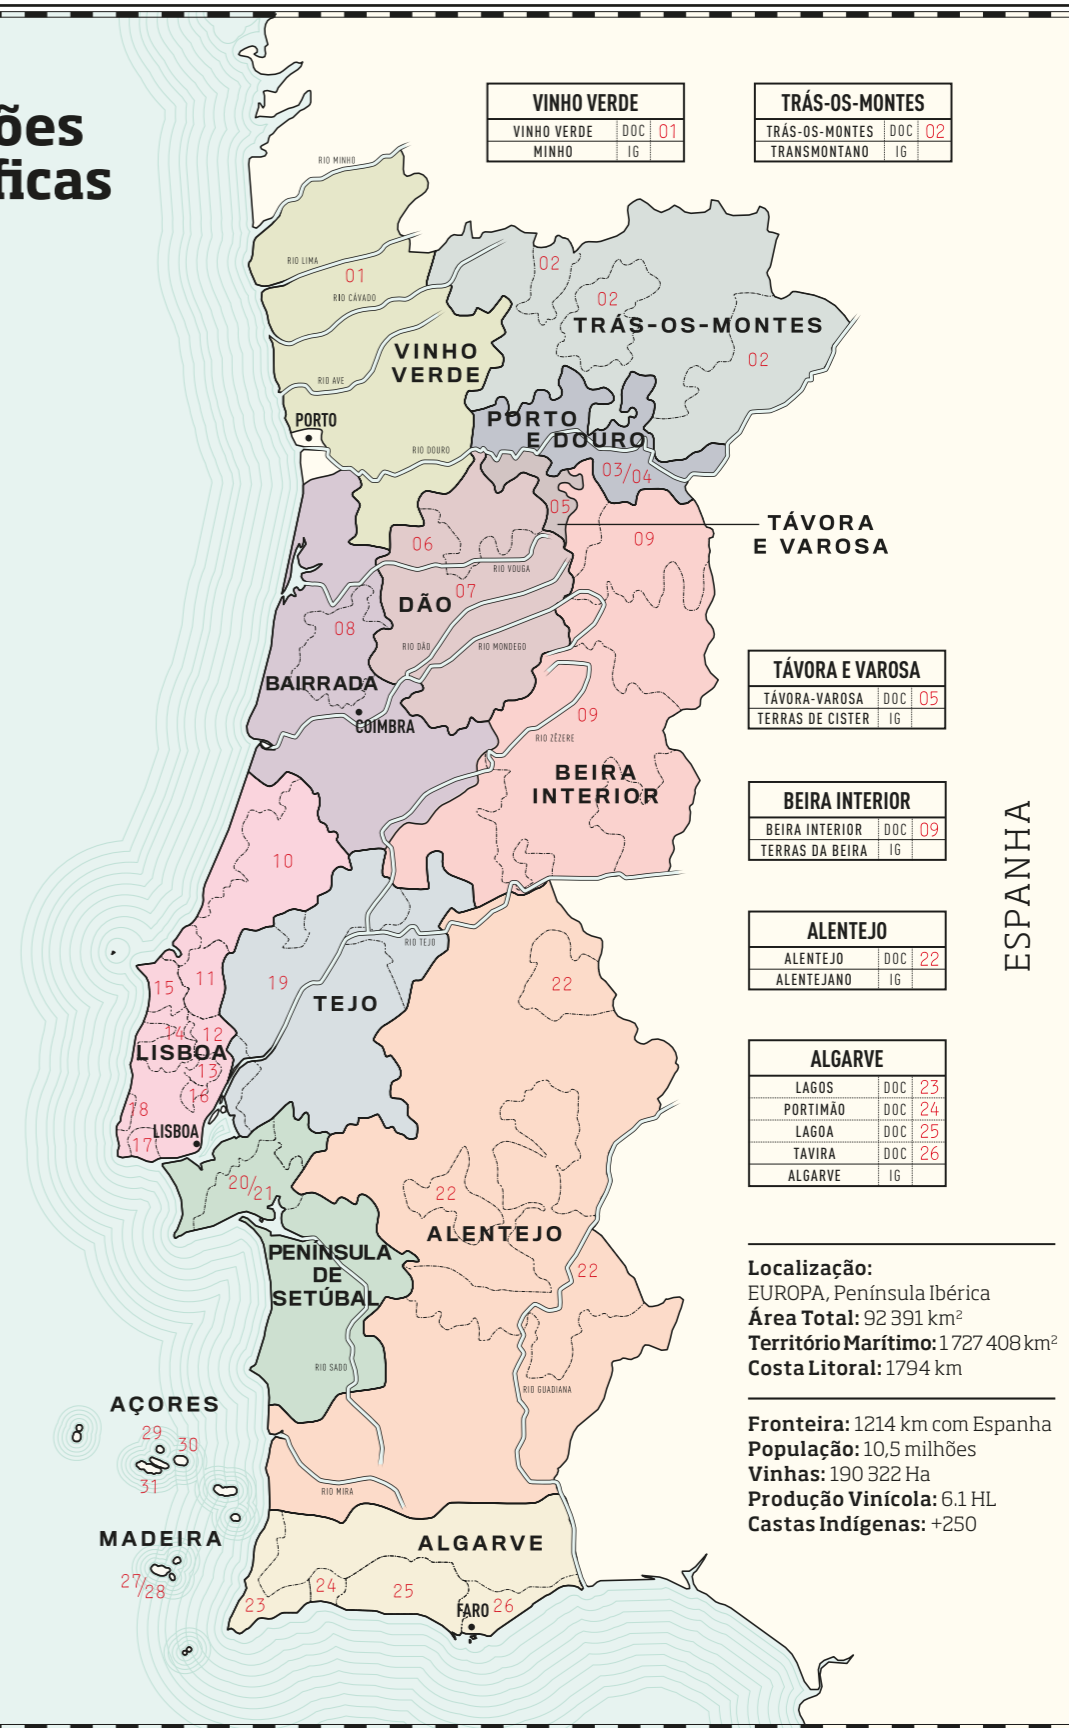 ões
ficas
VINHO VERDE
VINHO VERDE DOC 01
MINHO IG
TRÁS-OS-MONTES
TRÁS-OS-MONTES DOC 02
TRANSMONTANO IG
RIO MINHO
RIO LIMA
01
RIO CÁVADO
02
02
TRÁS-OS-MONTES
02
VINHO
VERDE
RIO AVE
PORTO
PORTO
E DOURO
RIO DOURO
03/04
05
TÁVORA
E VAROSA
06
09
RIO VOUGA
07
DÃO
08
RIO DÃO
RIO MONDEGO
BAIRRADA
COIMBRA
09
RIO ZÊZERE
BEIRA
INTERIOR
TÁVORA E VAROSA
TÁVORA-VAROSA DOC 05
TERRAS DE CISTER IG
BEIRA INTERIOR
BEIRA INTERIOR DOC 09
TERRAS DA BEIRA IG
ESPANHA
10
RIO TEJO
ALENTEJO
ALENTEJO DOC 22
ALENTEJANO IG
15
11
19
TEJO
22
14
12
LISBOA
13
16
18
17
LISBOA
ALGARVE
LAGOS DOC 23
PORTIMÃO DOC 24
LAGOA DOC 25
TAVIRA DOC 26
ALGARVE IG
20/21
22
ALENTEJO
PENÍNSULA
DE
SETÚBAL
22
RIO SADO
RIO GUADIANA
Localização:
EUROPA, Península Ibérica
Área Total: 92 391 km²
Território Marítimo: 1 727 408 km²
Costa Litoral: 1794 km
AÇORES
29
30
31
Fronteira: 1214 km com Espanha
População: 10,5 milhões
Vinhas: 190 322 Ha
Produção Vinícola: 6.1 HL
Castas Indígenas: +250
RIO MIRA
MADEIRA
27/28
ALGARVE
23
24
25
FARO
26